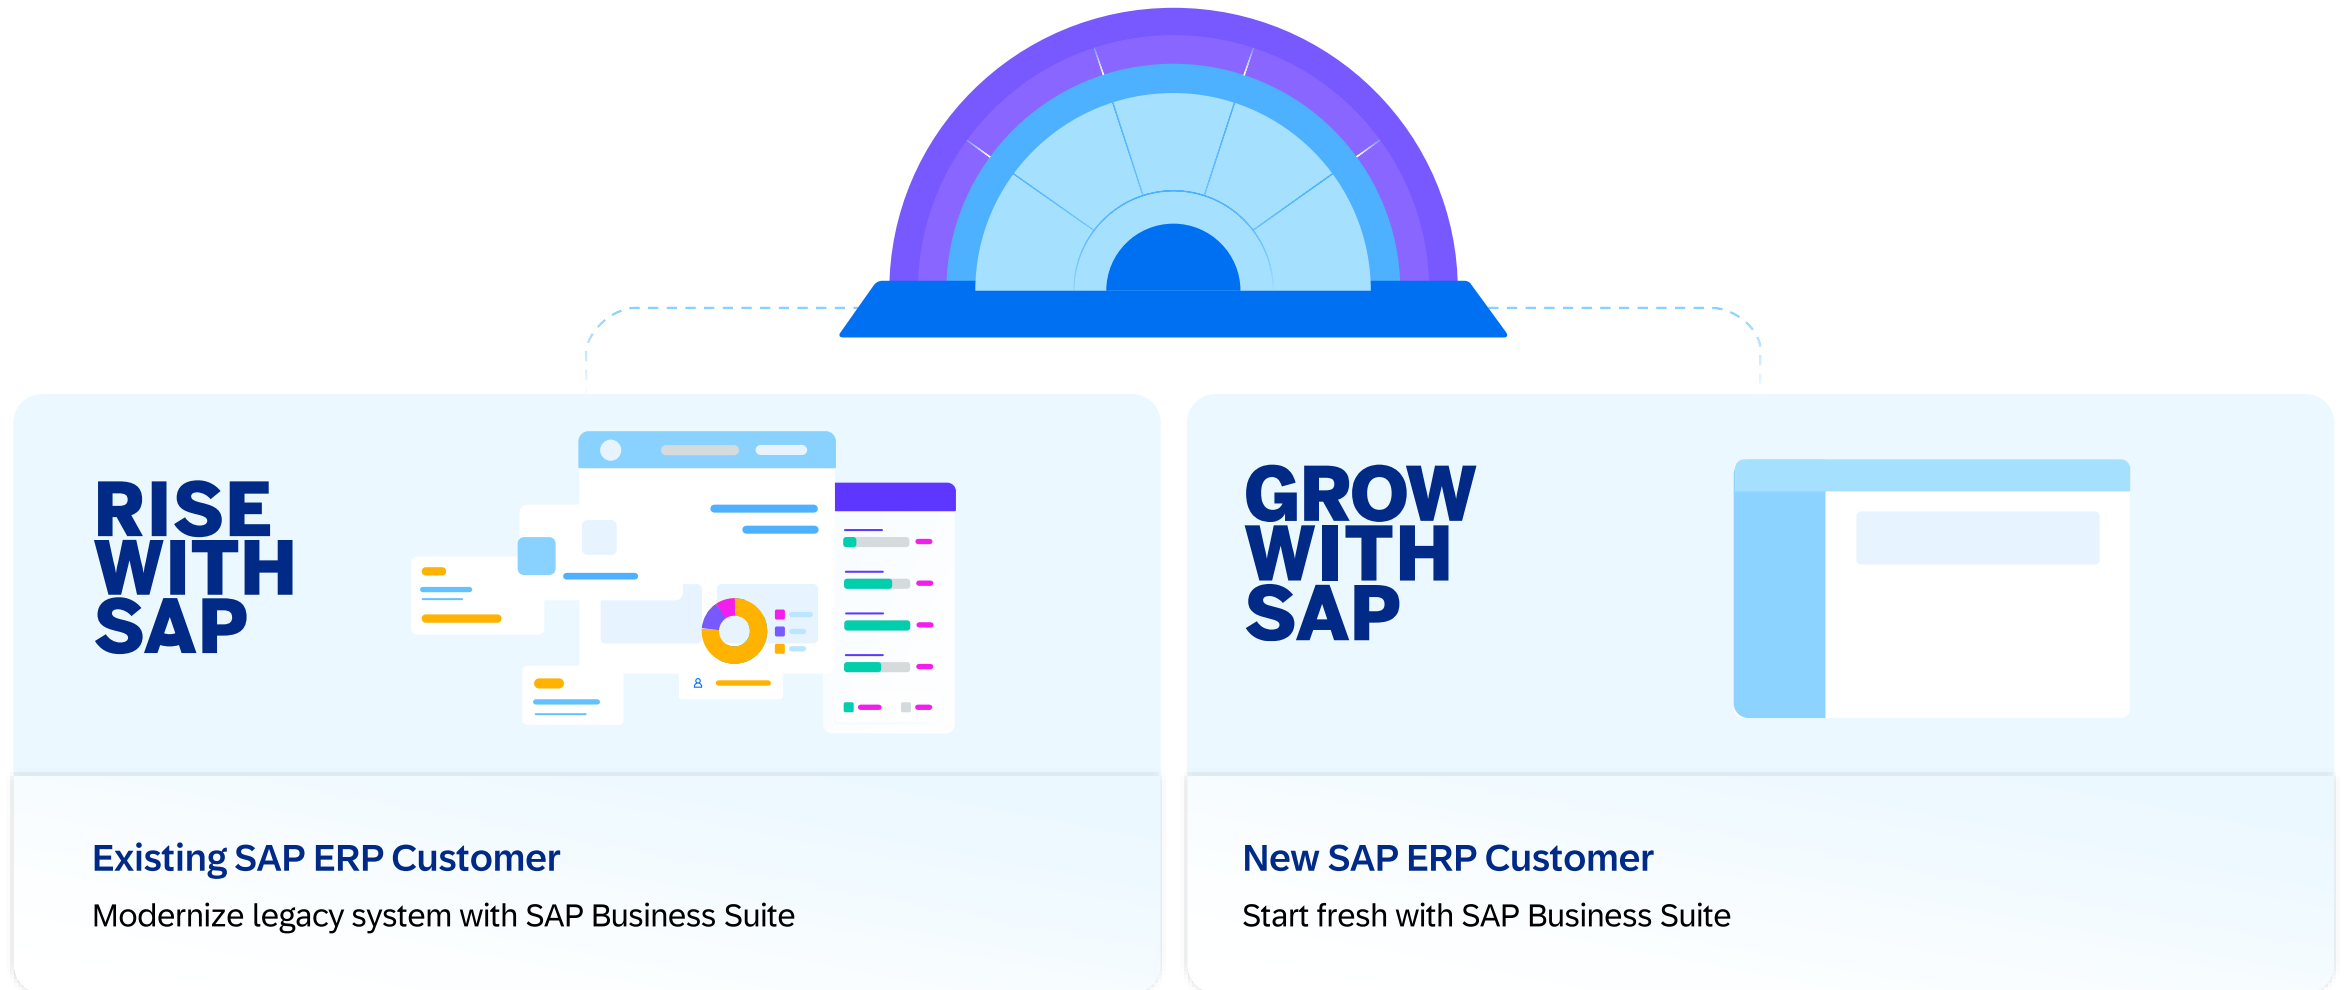 RISE
WITH
SAP
Existing SAP ERP Customer
Modernize legacy system with SAP Business Suite
GROW
WITH
SAP
New SAP ERP Customer
Start fresh with SAP Business Suite